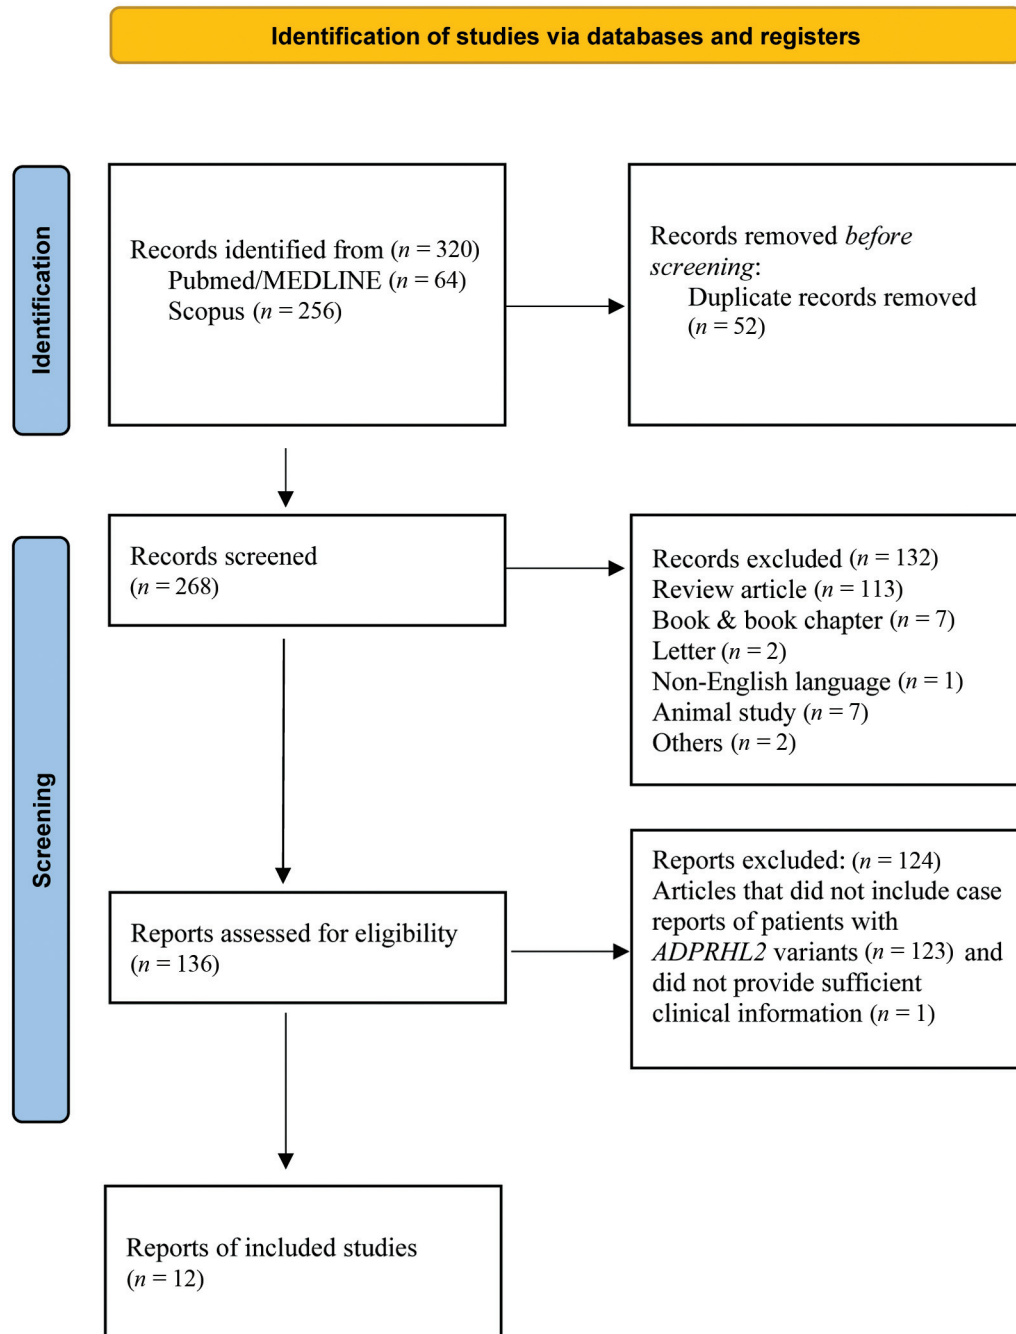 Identification of studies via databases and registers
Identification
Records identified from (n = 320)
Pubmed/MEDLINE (n = 64)
Scopus (n = 256)
Records removed before
screening:
Duplicate records removed
(n = 52)
Screening
Records screened
(n = 268)
Records excluded (n = 132)
Review article (n = 113)
Book & book chapter (n = 7)
Letter (n = 2)
Non-English language (n = 1)
Animal study (n = 7)
Others (n = 2)
Reports assessed for eligibility
(n = 136)
Reports excluded: (n = 124)
Articles that did not include case
reports of patients with
ADPRHL2 variants (n = 123) and
did not provide sufficient
clinical information (n = 1)
Reports of included studies
(n = 12)